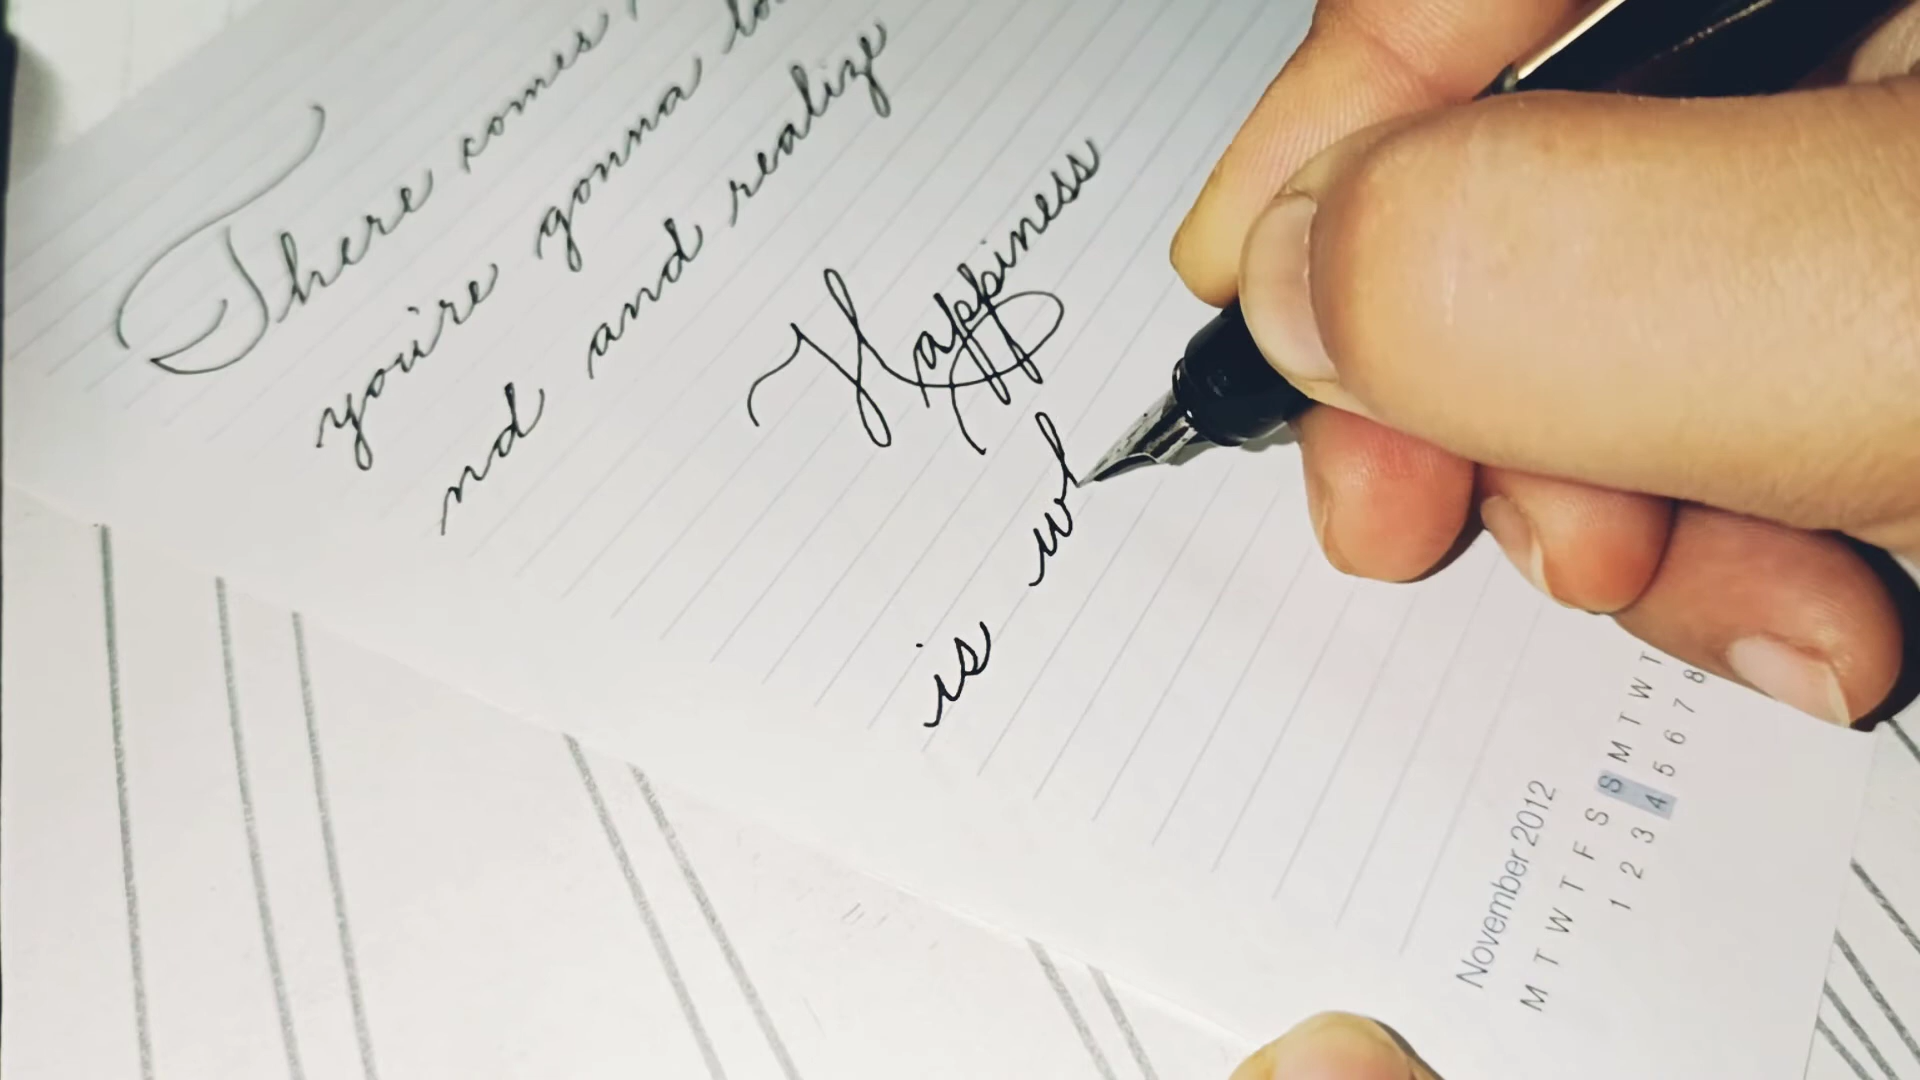 There comes
you're gonna
nd and realize
Happiness
is wh
November 2012
M T W T F S S M T W T
1 2 3 4 5 6 7 8